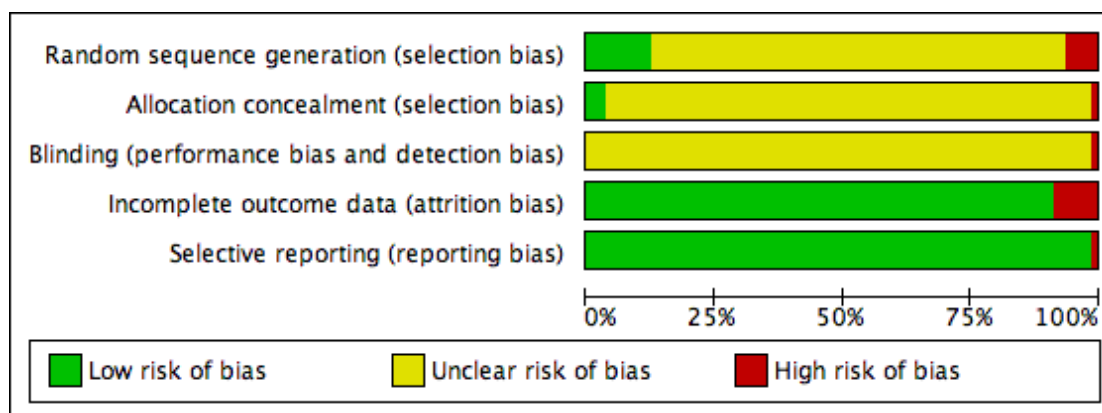 Random sequence generation (selection bias)
Allocation concealment (selection bias)
Blinding (performance bias and detection bias)
Incomplete outcome data (attrition bias)
Selective reporting (reporting bias)
0% 25% 50% 75% 100%
Low risk of bias Unclear risk of bias High risk of bias